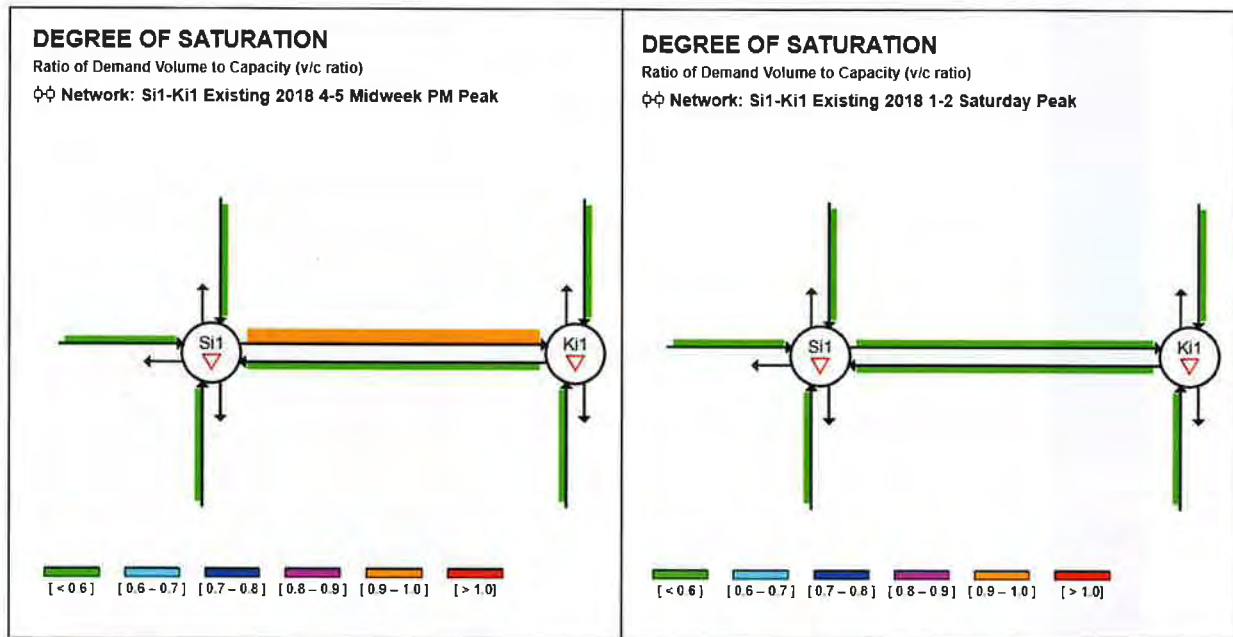 DEGREE OF SATURATION
Ratio of Demand Volume to Capacity (v/c ratio)
Network: Si1-Ki1 Existing 2018 4-5 Midweek PM Peak
Si1
Ki1
[ < 0 6 ]
[ 0.6 – 0.7 ]
[ 0.7 – 0.8 ]
[ 0.8 – 0.9 ]
[ 0.9 – 1.0 ]
[ > 1.0 ]
DEGREE OF SATURATION
Ratio of Demand Volume to Capacity (v/c ratio)
Network: Si1-Ki1 Existing 2018 1-2 Saturday Peak
Si1
Ki1
[ < 0 6 ]
[ 0.6 – 0.7 ]
[ 0.7 – 0.8 ]
[ 0 8 – 0 9 ]
[ 0.9 – 1.0 ]
[ > 1.0 ]